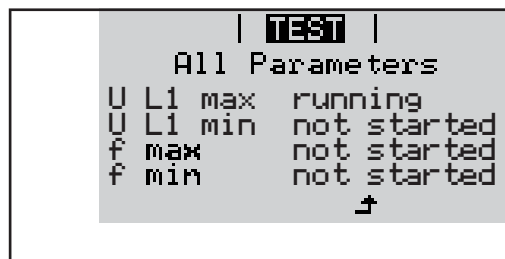 TEST
All Parameters
U L1 max running
U L1 min not started
f max not started
f min not started